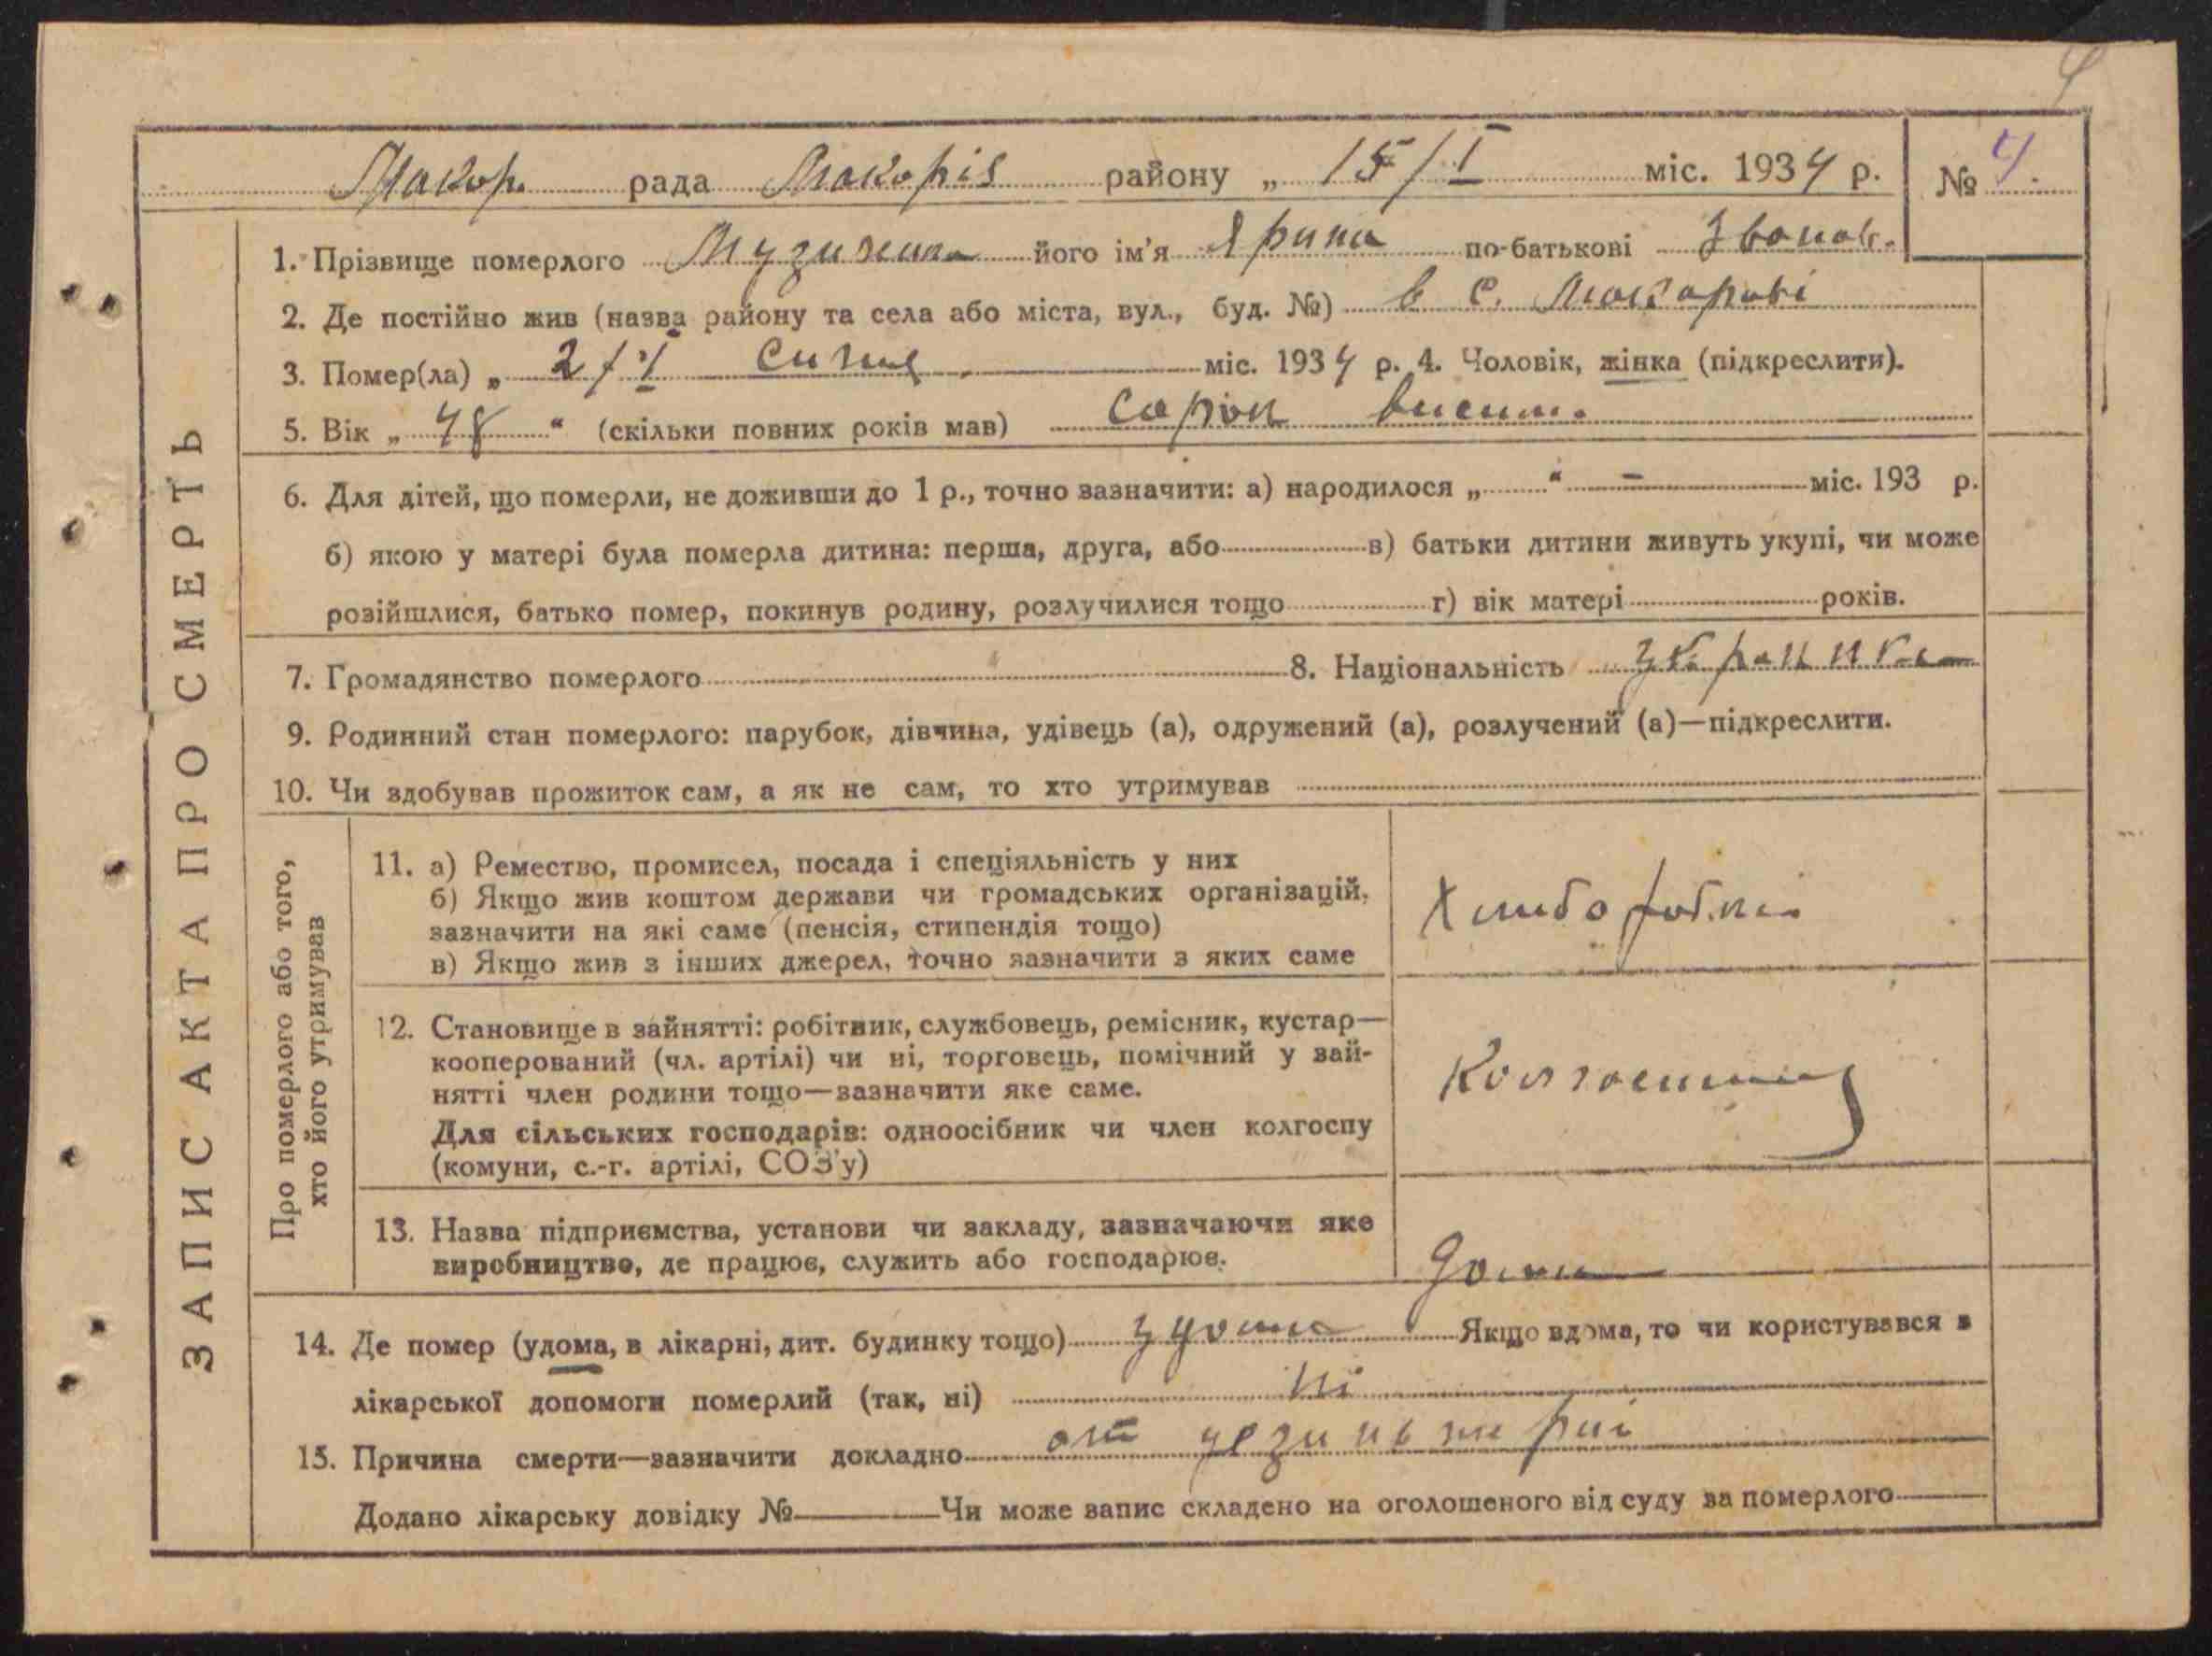 Макор. рада Макорів району „ 15/I міс. 1934 р. № 4.
1. Прізвище померлого його ім'я Ярина по-батькові
2. Де постійно жив (назва району та села або міста, вул., буд. №) в с. Макарові
3. Помер(ла) „ 2/I січня міс. 1934 р. 4. Чоловік, жінка (підкреслити).
5. Вік „ 48 “ (скільки повних років мав) сорок
6. Для дітей, що померли, не доживши до 1 р., точно зазначити: а) народилося „ “ — міс. 193 р.
б) якою у матері була померла дитина: перша, друга, або в) батьки дитини живуть укупі, чи може
розійшлися, батько помер, покинув родину, розлучилися тощо г) вік матері років.
7. Громадянство померлого 8. Національність українка
9. Родинний стан померлого: парубок, дівчина, удівець (а), одружений (а), розлучений (а)—підкреслити.
10. Чи здобував прожиток сам, а як не сам, то хто утримував
ЗАПИС АКТА ПРО СМЕРТЬ
Про померлого або того,
хто його утримував
11. а) Ремество, промисел, посада і спеціяльність у них
б) Якщо жив коштом держави чи громадських організацій,
зазначити на які саме (пенсія, стипендія тощо)
в) Якщо жив з інших джерел, точно зазначити з яких саме
12. Становище в зайнятті: робітник, службовець, ремісник, кустар—
кооперований (чл. артілі) чи ні, торговець, помічний у зай-
нятті член родини тощо—зазначити яке саме.
Для сільських господарів: одноосібник чи член колгоспу
(комуни, с.-г. артілі, СОЗ'у)
13. Назва підприємства, установи чи закладу, зазначаючи яке
виробництво, де працює, служить або господарює.
14. Де помер (удома, в лікарні, дит. будинку тощо) удома Якщо вдома, то чи користувався в
лікарської допомоги померлий (так, ні) ні
15. Причина смерти—зазначити докладно от дезинтерії
Додано лікарську довідку № Чи може запис складено на оголошеного від суду за померлого